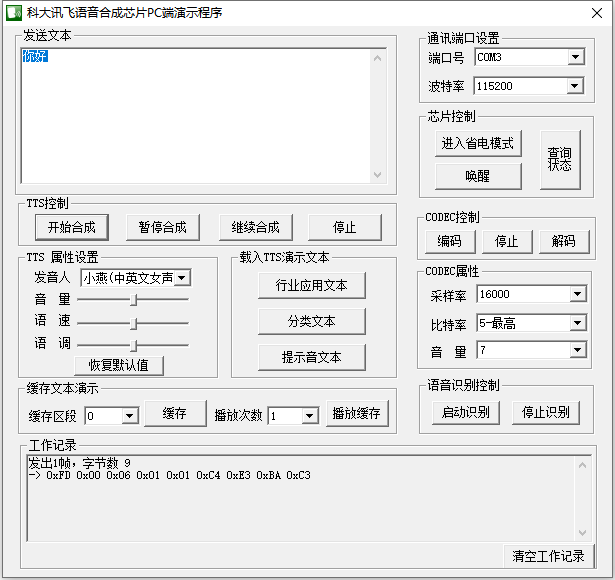 科大讯飞语音合成芯片PC端演示程序
发送文本
你好
通讯端口设置
端口号 COM3
波特率 115200
芯片控制
进入省电模式
唤醒
查询
状态
TTS控制
开始合成 暂停合成 继续合成 停止
CODEC控制
编码 停止 解码
TTS 属性设置
发音人 小燕(中英文女声
音 量
语 速
语 调
恢复默认值
载入TTS演示文本
行业应用文本
分类文本
提示音文本
CODEC属性
采样率 16000
比特率 5-最高
音 量 7
缓存文本演示
缓存区段 0 缓存 播放次数 1 播放缓存
语音识别控制
启动识别 停止识别
工作记录
发出1帧，字节数 9
-> 0xFD 0x00 0x06 0x01 0x01 0xC4 0xE3 0xBA 0xC3
清空工作记录